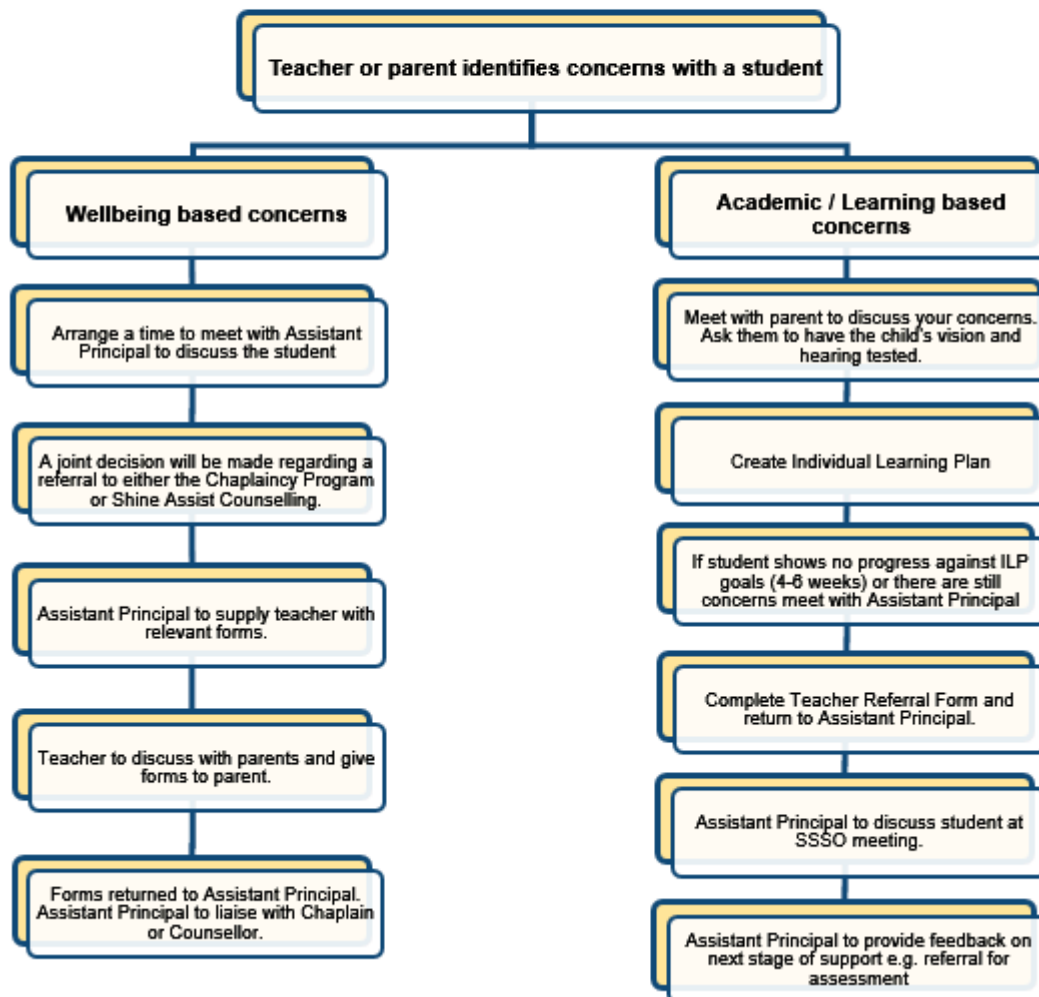 Teacher or parent identifies concerns with a student
Wellbeing based concerns
Arrange a time to meet with Assistant
Principal to discuss the student
A joint decision will be made regarding a
referral to either the Chaplaincy Program
or Shine Assist Counselling.
Assistant Principal to supply teacher with
relevant forms.
Teacher to discuss with parents and give
forms to parent.
Forms returned to Assistant Principal.
Assistant Principal to liaise with Chaplain
or Counsellor.
Academic / Learning based
concerns
Meet with parent to discuss your concerns.
Ask them to have the child's vision and
hearing tested.
Create Individual Learning Plan
If student shows no progress against ILP
goals (4-6 weeks) or there are still
concerns meet with Assistant Principal
Complete Teacher Referral Form and
return to Assistant Principal.
Assistant Principal to discuss student at
SSSO meeting.
Assistant Principal to provide feedback on
next stage of support e.g. referral for
assessment